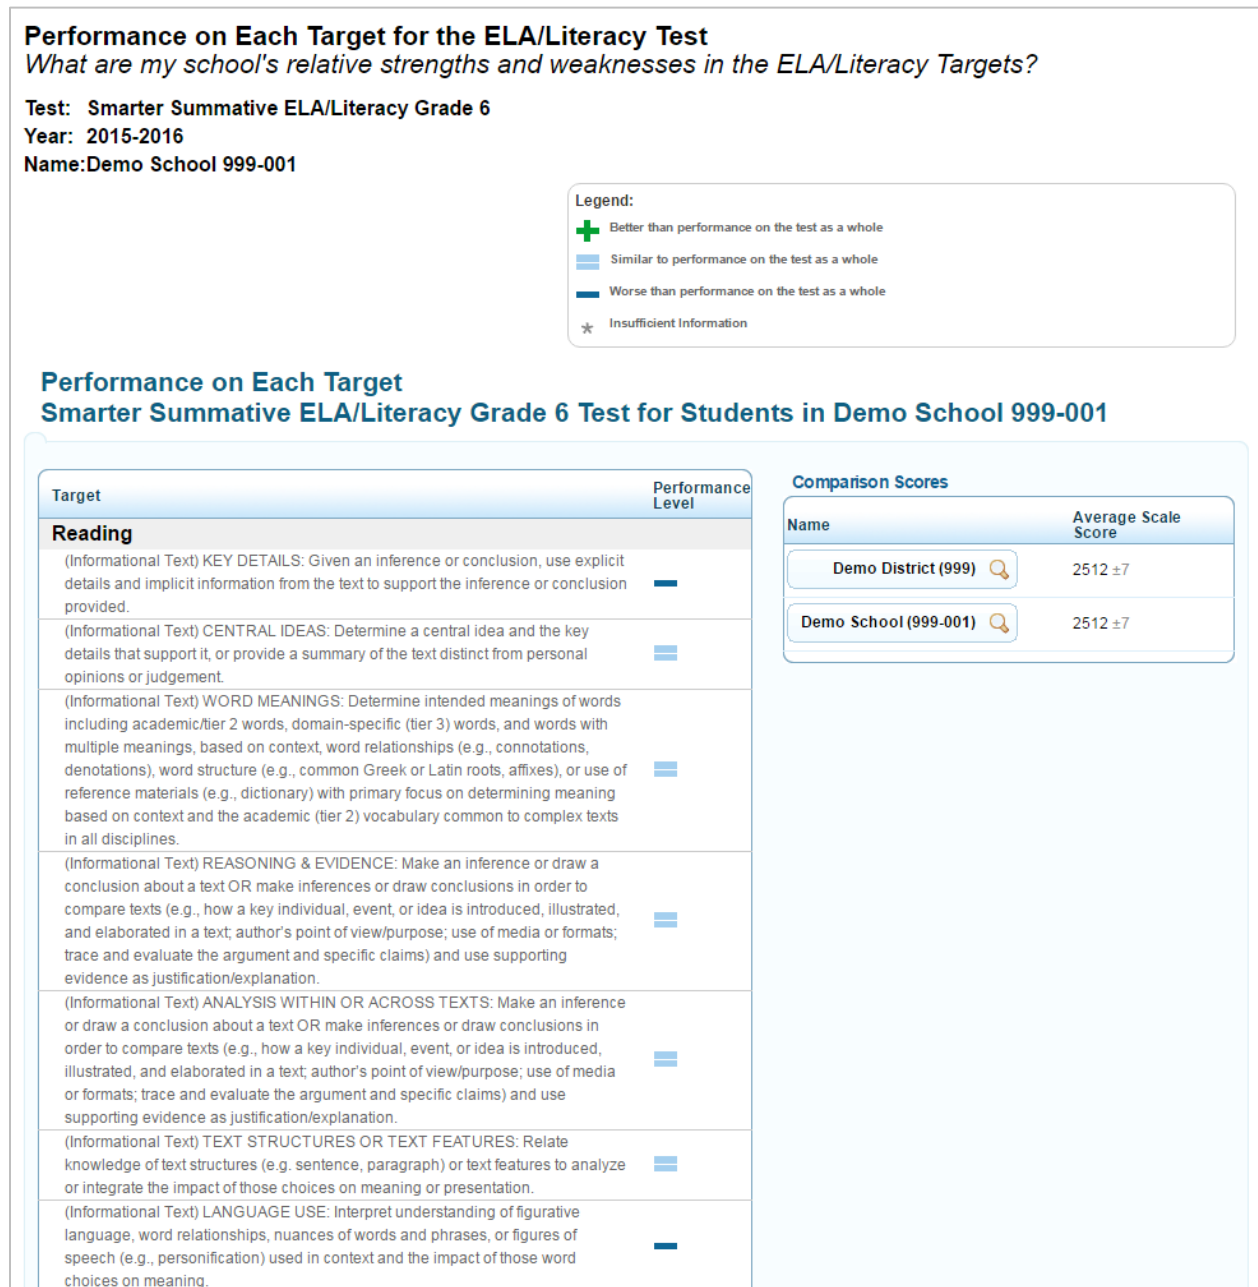 Performance on Each Target for the ELA/Literacy Test
What are my school's relative strengths and weaknesses in the ELA/Literacy Targets?
Test: Smarter Summative ELA/Literacy Grade 6
Year: 2015-2016
Name:Demo School 999-001
Legend:
Better than performance on the test as a whole
Similar to performance on the test as a whole
Worse than performance on the test as a whole
* Insufficient Information
Performance on Each Target
Smarter Summative ELA/Literacy Grade 6 Test for Students in Demo School 999-001
Target
Performance
Level
Reading
(Informational Text) KEY DETAILS: Given an inference or conclusion, use explicit
details and implicit information from the text to support the inference or conclusion
provided.
(Informational Text) CENTRAL IDEAS: Determine a central idea and the key
details that support it, or provide a summary of the text distinct from personal
opinions or judgement.
(Informational Text) WORD MEANINGS: Determine intended meanings of words
including academic/tier 2 words, domain-specific (tier 3) words, and words with
multiple meanings, based on context, word relationships (e.g., connotations,
denotations), word structure (e.g., common Greek or Latin roots, affixes), or use of
reference materials (e.g., dictionary) with primary focus on determining meaning
based on context and the academic (tier 2) vocabulary common to complex texts
in all disciplines.
(Informational Text) REASONING & EVIDENCE: Make an inference or draw a
conclusion about a text OR make inferences or draw conclusions in order to
compare texts (e.g., how a key individual, event, or idea is introduced, illustrated,
and elaborated in a text; author's point of view/purpose; use of media or formats;
trace and evaluate the argument and specific claims) and use supporting
evidence as justification/explanation.
(Informational Text) ANALYSIS WITHIN OR ACROSS TEXTS: Make an inference
or draw a conclusion about a text OR make inferences or draw conclusions in
order to compare texts (e.g., how a key individual, event, or idea is introduced,
illustrated, and elaborated in a text; author's point of view/purpose; use of media
or formats; trace and evaluate the argument and specific claims) and use
supporting evidence as justification/explanation.
(Informational Text) TEXT STRUCTURES OR TEXT FEATURES: Relate
knowledge of text structures (e.g. sentence, paragraph) or text features to analyze
or integrate the impact of those choices on meaning or presentation.
(Informational Text) LANGUAGE USE: Interpret understanding of figurative
language, word relationships, nuances of words and phrases, or figures of
speech (e.g., personification) used in context and the impact of those word
choices on meaning.
Comparison Scores
Name
Average Scale
Score
Demo District (999) 2512 ±7
Demo School (999-001) 2512 ±7